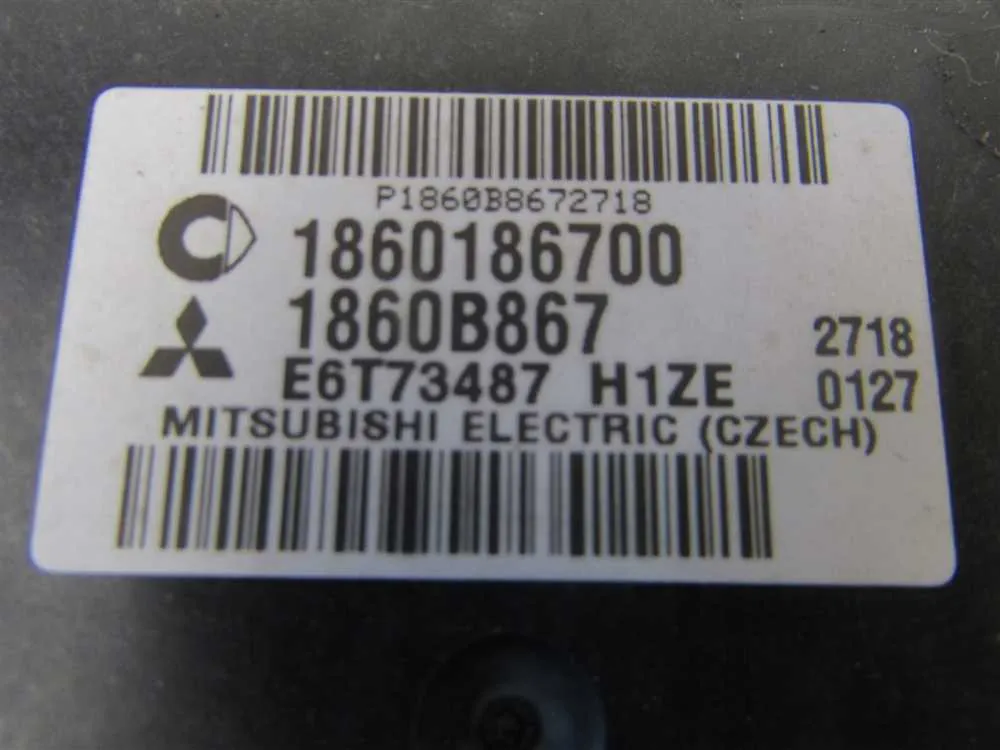 P1860B8672718
1860186700
1860B867
2718
E6T73487 H1ZE
0127
MITSUBISHI ELECTRIC (CZECH)